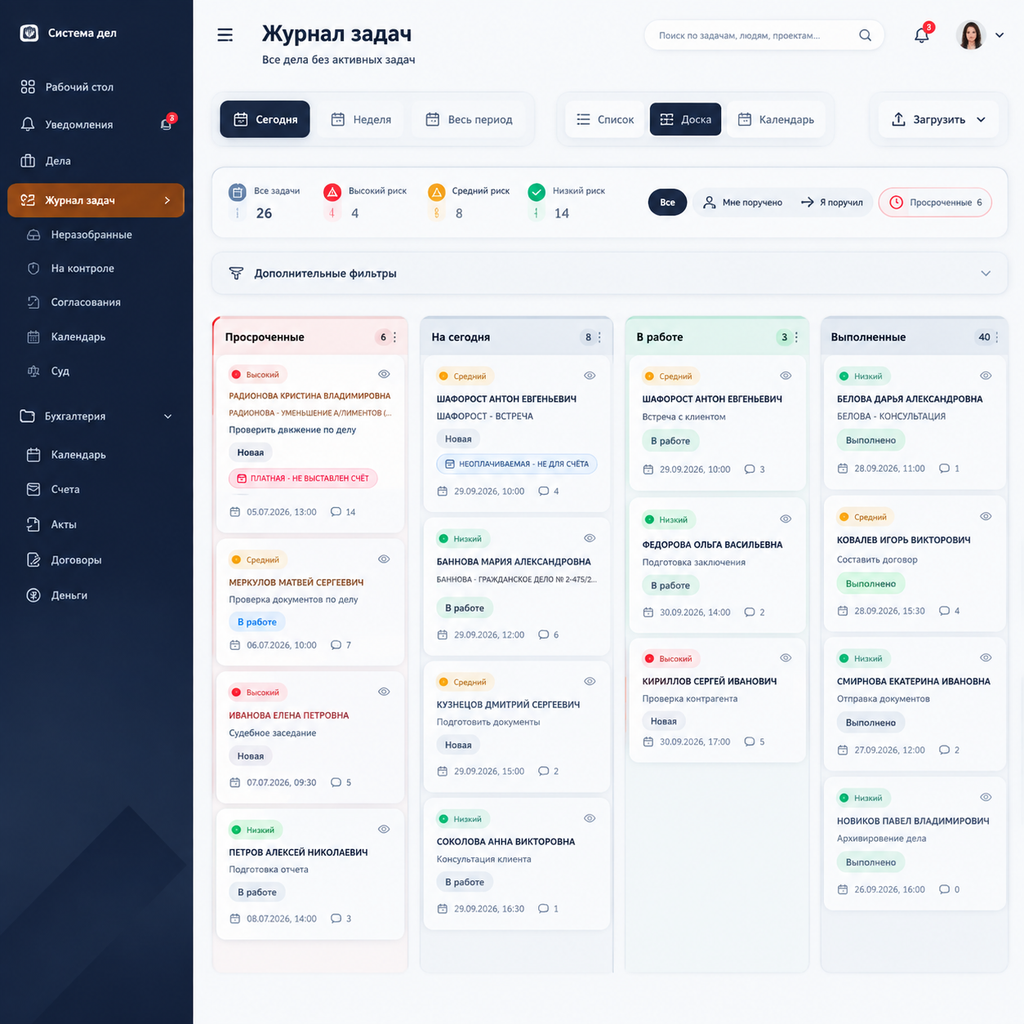 Система дел
Рабочий стол
Уведомления
3
Дела
Журнал задач
Неразобранные
На контроле
Согласования
Календарь
Суд
Бухгалтерия
Календарь
Счета
Акты
Договоры
Деньги
Журнал задач
Все дела без активных задач
Поиск по задачам, людям, проектам...
3
Сегодня
Неделя
Весь период
Список
Доска
Календарь
Загрузить
Все задачи
26
Высокий риск
4
Средний риск
8
Низкий риск
14
Все
Мне поручено
Я поручил
Просроченные 6
Дополнительные фильтры
Просроченные 6
Высокий
РАДИОНОВА КРИСТИНА ВЛАДИМИРОВНА
РАДИОНОВА - УМЕНЬШЕНИЕ А/ЛИМЕНТОВ (...
Проверить движение по делу
Новая
ПЛАТНАЯ - НЕ ВЫСТАВЛЕН СЧЁТ
05.07.2026, 13:00 14
Средний
МЕРКУЛОВ МАТВЕЙ СЕРГЕЕВИЧ
Проверка документов по делу
В работе
06.07.2026, 10:00 7
Высокий
ИВАНОВА ЕЛЕНА ПЕТРОВНА
Судебное заседание
Новая
07.07.2026, 09:30 5
Низкий
ПЕТРОВ АЛЕКСЕЙ НИКОЛАЕВИЧ
Подготовка отчета
В работе
08.07.2026, 14:00 3
На сегодня 8
Средний
ШАФОРОСТ АНТОН ЕВГЕНЬЕВИЧ
ШАФОРОСТ - ВСТРЕЧА
Новая
НЕОПЛАЧИВАЕМАЯ - НЕ ДЛЯ СЧЁТА
29.09.2026, 10:00 4
Низкий
БАННОВА МАРИЯ АЛЕКСАНДРОВНА
БАННОВА - ГРАЖДАНСКОЕ ДЕЛО № 2-475/2...
В работе
29.09.2026, 12:00 6
Средний
КУЗНЕЦОВ ДМИТРИЙ СЕРГЕЕВИЧ
Подготовить документы
Новая
29.09.2026, 15:00 2
Низкий
СОКОЛОВА АННА ВИКТОРОВНА
Консультация клиента
В работе
29.09.2026, 16:30 1
В работе 3
Средний
ШАФОРОСТ АНТОН ЕВГЕНЬЕВИЧ
Встреча с клиентом
В работе
29.09.2026, 10:00 3
Низкий
ФЕДОРОВА ОЛЬГА ВАСИЛЬЕВНА
Подготовка заключения
В работе
30.09.2026, 14:00 2
Высокий
КИРИЛЛОВ СЕРГЕЙ ИВАНОВИЧ
Проверка контрагента
Новая
30.09.2026, 17:00 5
Выполненные 40
Низкий
БЕЛОВА ДАРЬЯ АЛЕКСАНДРОВНА
БЕЛОВА - КОНСУЛЬТАЦИЯ
Выполнено
28.09.2026, 11:00 1
Средний
КОВАЛЕВ ИГОРЬ ВИКТОРОВИЧ
Составить договор
Выполнено
28.09.2026, 15:30 4
Низкий
СМИРНОВА ЕКАТЕРИНА ИВАНОВНА
Отправка документов
Выполнено
27.09.2026, 12:00 2
Низкий
НОВИКОВ ПАВЕЛ ВЛАДИМИРОВИЧ
Архивирование дела
Выполнено
26.09.2026, 16:00 0